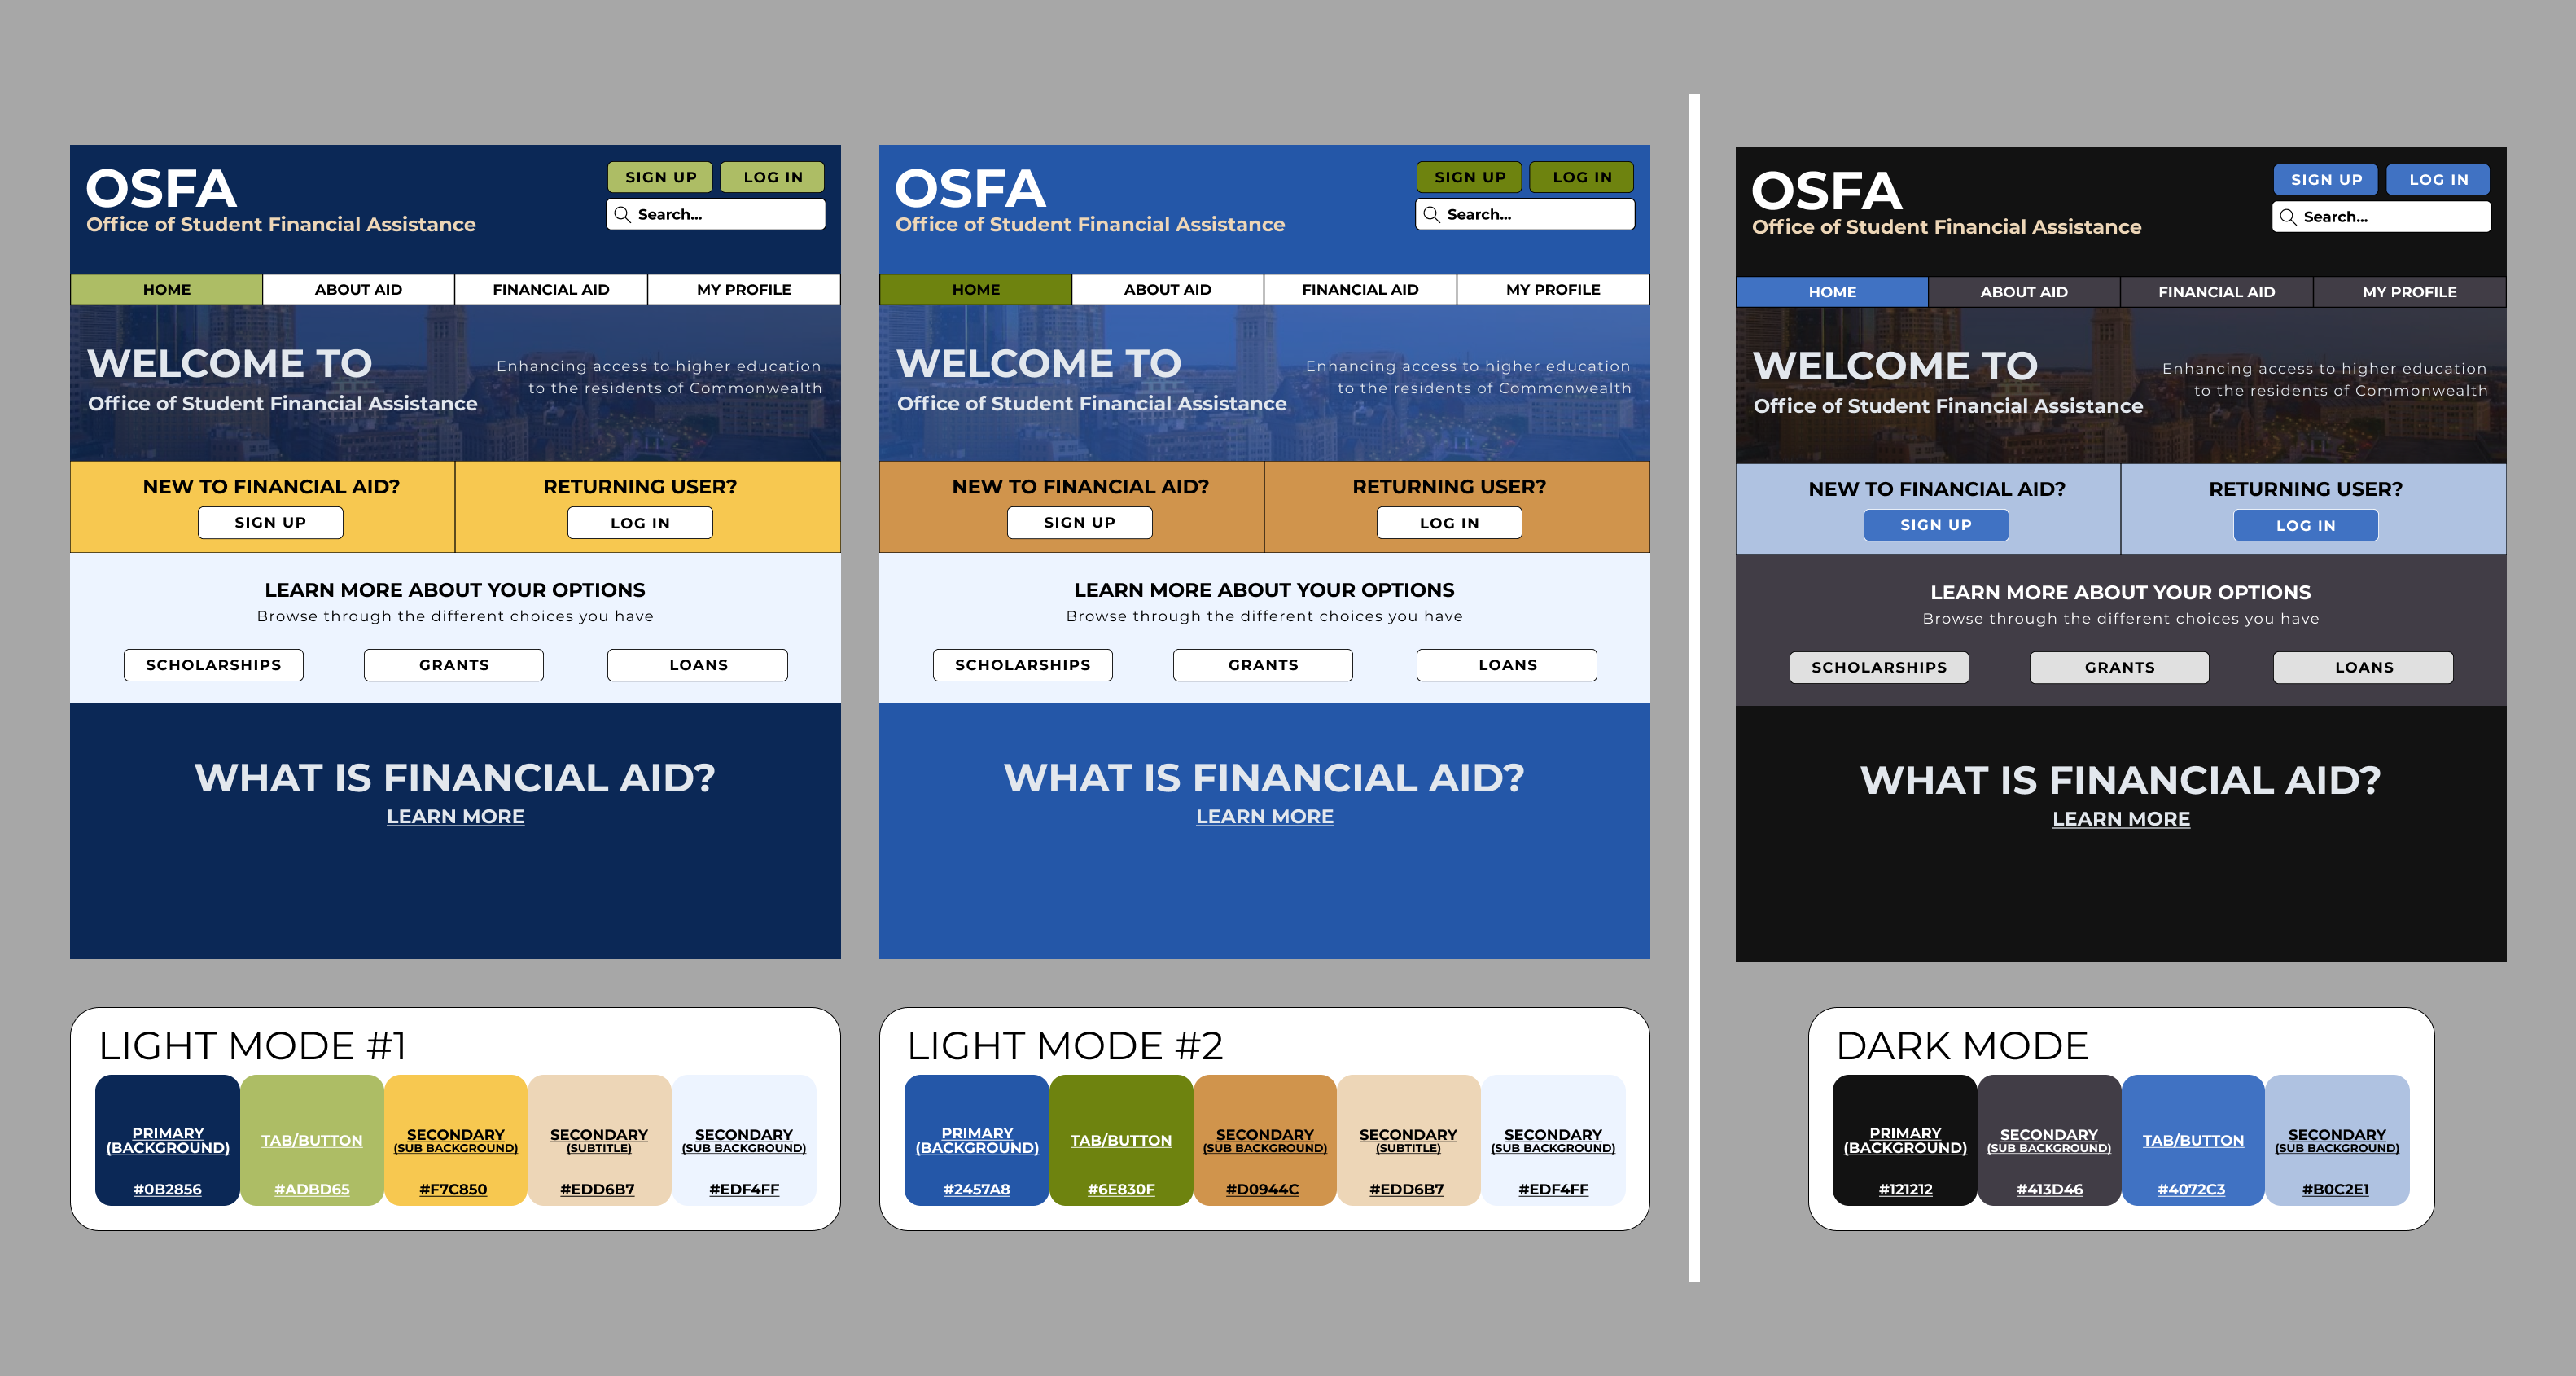 OSFA
Office of Student Financial Assistance
SIGN UP
LOG IN
Search...
HOME
ABOUT AID
FINANCIAL AID
MY PROFILE
WELCOME TO
Office of Student Financial Assistance
Enhancing access to higher education
to the residents of Commonwealth
NEW TO FINANCIAL AID?
SIGN UP
RETURNING USER?
LOG IN
LEARN MORE ABOUT YOUR OPTIONS
Browse through the different choices you have
SCHOLARSHIPS
GRANTS
LOANS
WHAT IS FINANCIAL AID?
LEARN MORE
LIGHT MODE #1
PRIMARY
(BACKGROUND)
#0B2856
TAB/BUTTON
#ADBD65
SECONDARY
(SUB BACKGROUND)
#F7C850
SECONDARY
(SUBTITLE)
#EDD6B7
SECONDARY
(SUB BACKGROUND)
#EDF4FF
OSFA
Office of Student Financial Assistance
SIGN UP
LOG IN
Search...
HOME
ABOUT AID
FINANCIAL AID
MY PROFILE
WELCOME TO
Office of Student Financial Assistance
Enhancing access to higher education
to the residents of Commonwealth
NEW TO FINANCIAL AID?
SIGN UP
RETURNING USER?
LOG IN
LEARN MORE ABOUT YOUR OPTIONS
Browse through the different choices you have
SCHOLARSHIPS
GRANTS
LOANS
WHAT IS FINANCIAL AID?
LEARN MORE
LIGHT MODE #2
PRIMARY
(BACKGROUND)
#2457A8
TAB/BUTTON
#6E830F
SECONDARY
(SUB BACKGROUND)
#D0944C
SECONDARY
(SUBTITLE)
#EDD6B7
SECONDARY
(SUB BACKGROUND)
#EDF4FF
OSFA
Office of Student Financial Assistance
SIGN UP
LOG IN
Search...
HOME
ABOUT AID
FINANCIAL AID
MY PROFILE
WELCOME TO
Office of Student Financial Assistance
Enhancing access to higher education
to the residents of Commonwealth
NEW TO FINANCIAL AID?
SIGN UP
RETURNING USER?
LOG IN
LEARN MORE ABOUT YOUR OPTIONS
Browse through the different choices you have
SCHOLARSHIPS
GRANTS
LOANS
WHAT IS FINANCIAL AID?
LEARN MORE
DARK MODE
PRIMARY
(BACKGROUND)
#121212
SECONDARY
(SUB BACKGROUND)
#413D46
TAB/BUTTON
#4072C3
SECONDARY
(SUB BACKGROUND)
#B0C2E1